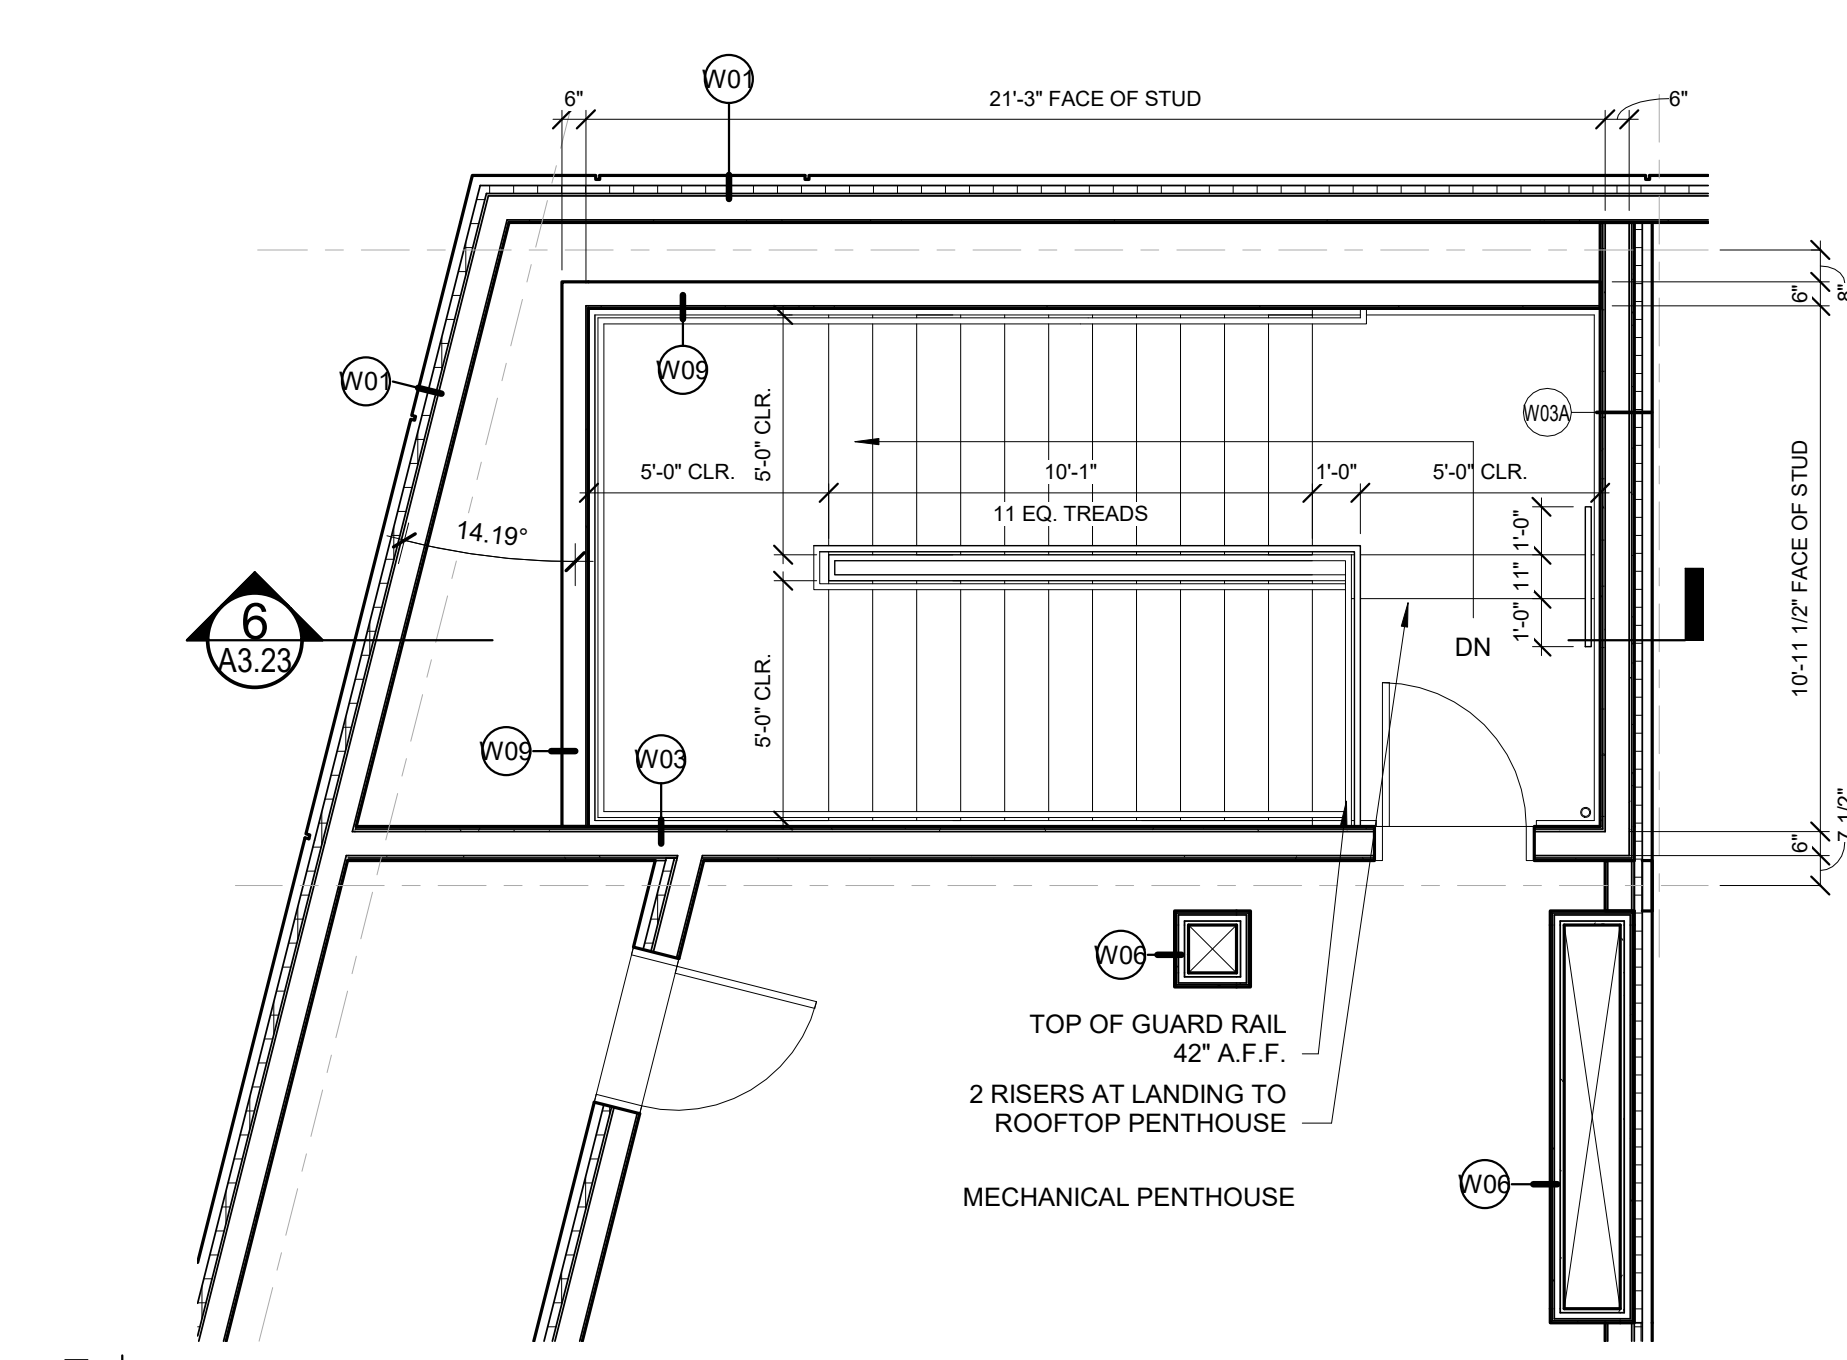 W01
6"
21'-3" FACE OF STUD
6"
6"
8"
W09
W01
W03A
5'-0" CLR.
5'-0" CLR.
10'-1"
1'-0"
5'-0" CLR.
11 EQ. TREADS
14.19°
1'-0"
11"
1'-0"
10'-11 1/2" FACE OF STUD
6
A3.23
DN
5'-0" CLR.
W09
W03
6"
7 1/2"
W06
TOP OF GUARD RAIL
42" A.F.F.
2 RISERS AT LANDING TO
ROOFTOP PENTHOUSE
MECHANICAL PENTHOUSE
W06